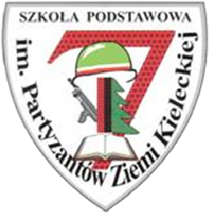 SZKOŁA PODSTAWOWA
7
im. Partyzantów Ziemi Kieleckiej